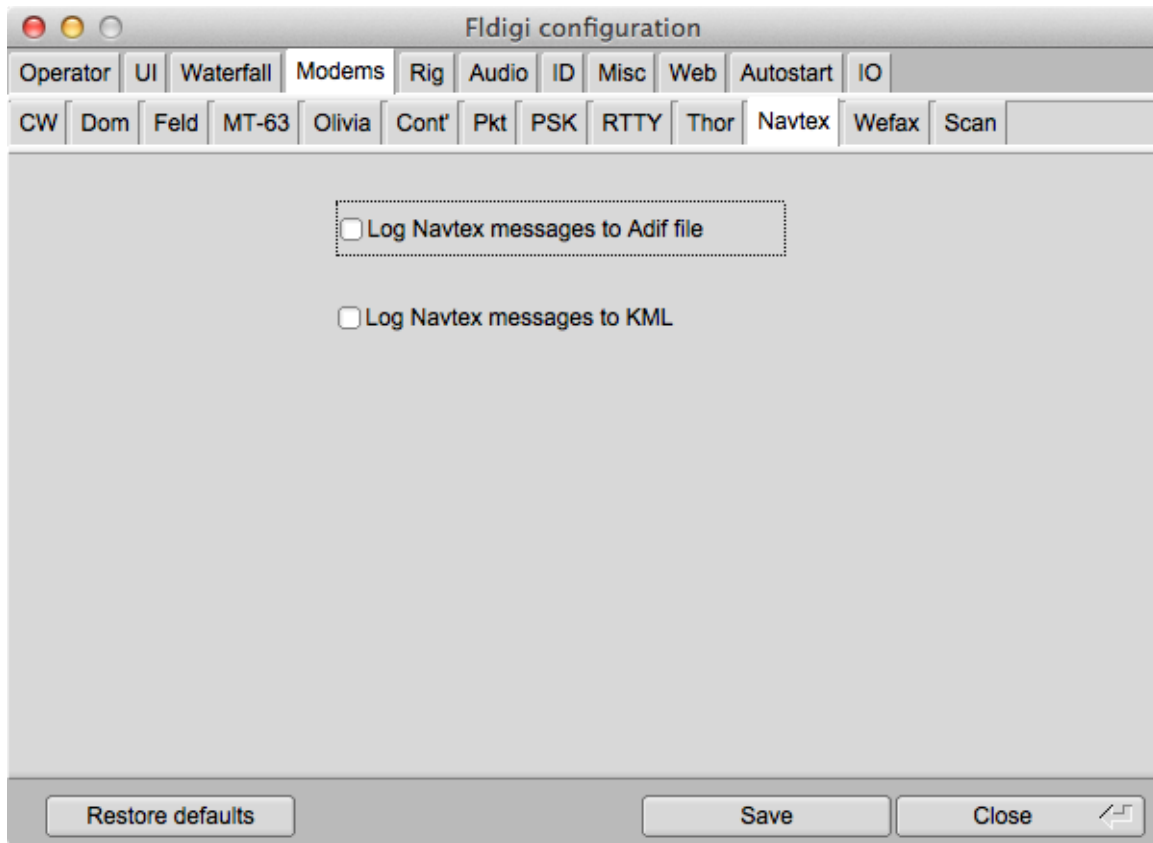 Fldigi configuration
Operator UI Waterfall Modems Rig Audio ID Misc Web Autostart IO
CW Dom Feld MT-63 Olivia Cont' Pkt PSK RTTY Thor Navtex Wefax Scan
Log Navtex messages to Adif file
Log Navtex messages to KML
Restore defaults Save Close